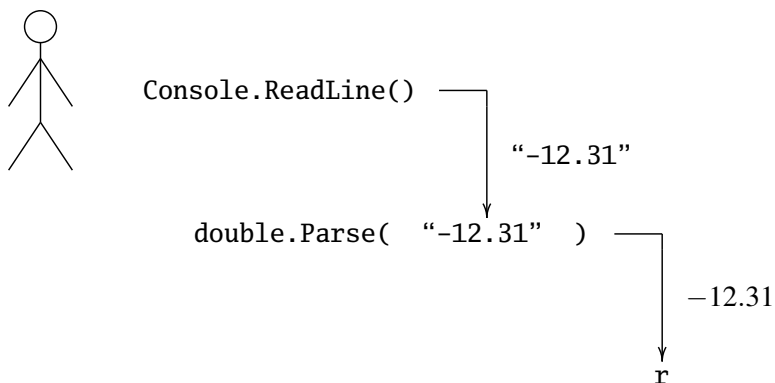 Console.ReadLine()
“-12.31”
double.Parse( “-12.31” )
−12.31
r